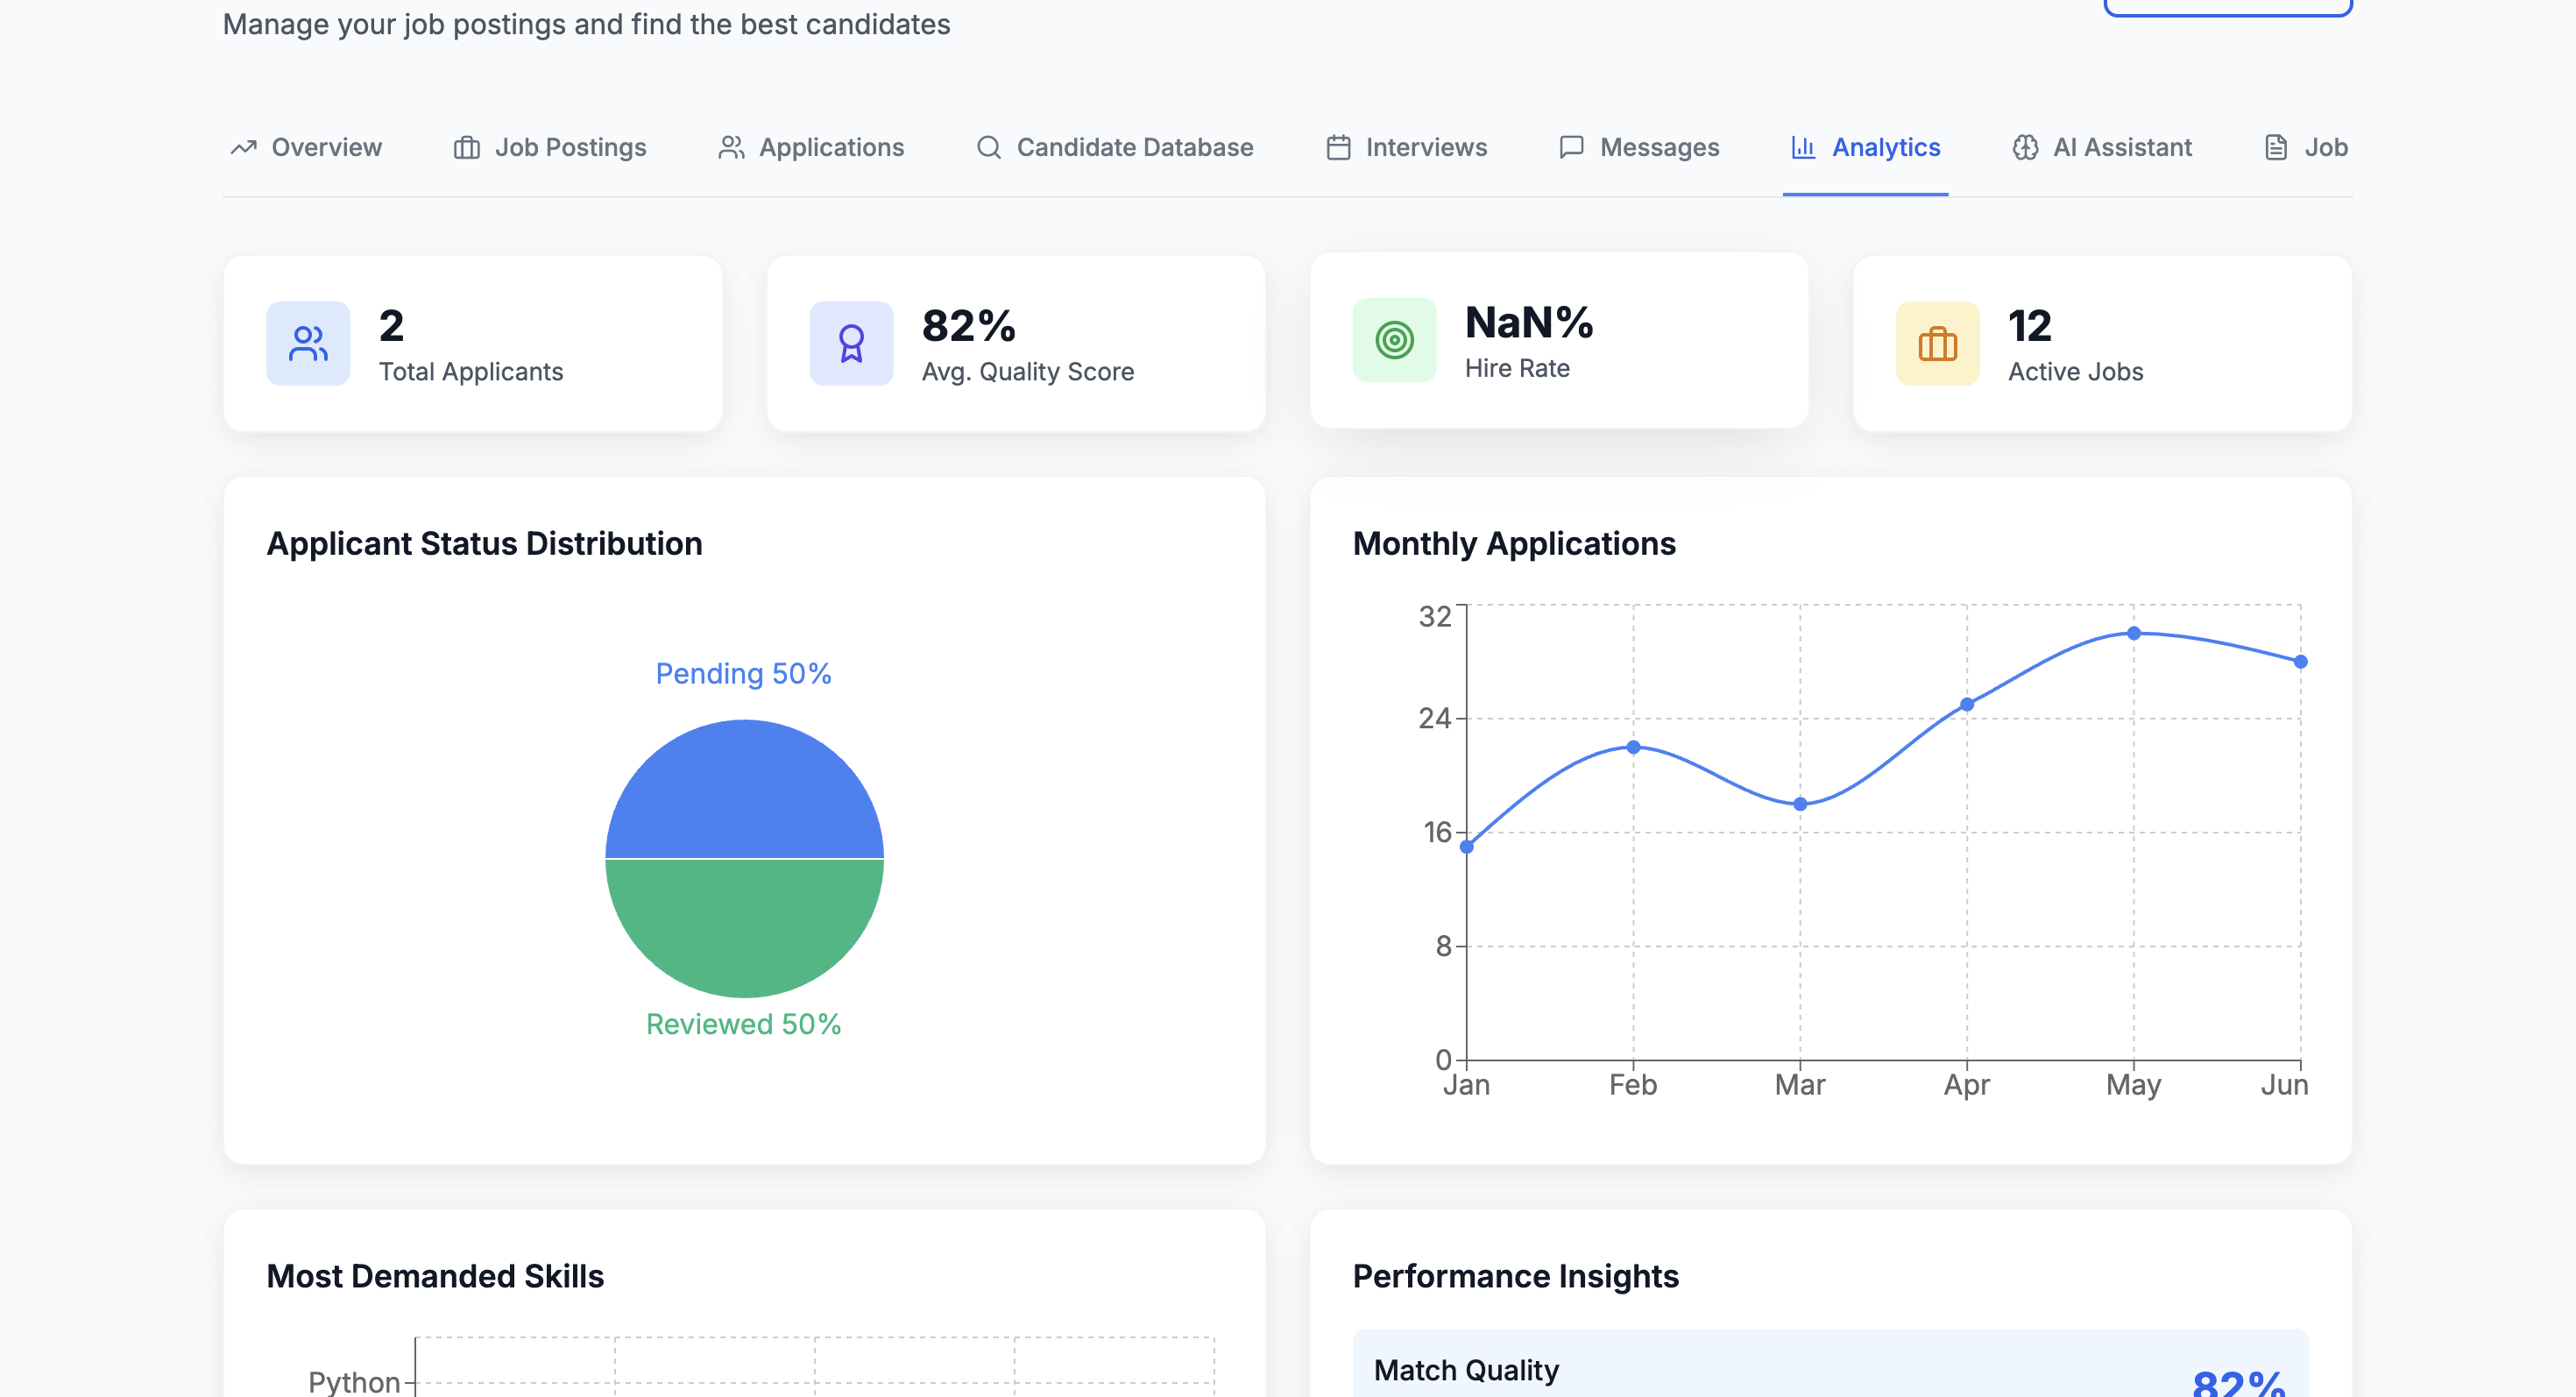 Manage your job postings and find the best candidates
Overview
Job Postings
Applications
Candidate Database
Interviews
Messages
Analytics
AI Assistant
Job
2
Total Applicants
82%
Avg. Quality Score
NaN%
Hire Rate
12
Active Jobs
Applicant Status Distribution
Pending 50%
Reviewed 50%
Monthly Applications
32
24
16
8
0
Jan
Feb
Mar
Apr
May
Jun
Most Demanded Skills
Python
Performance Insights
Match Quality
82%